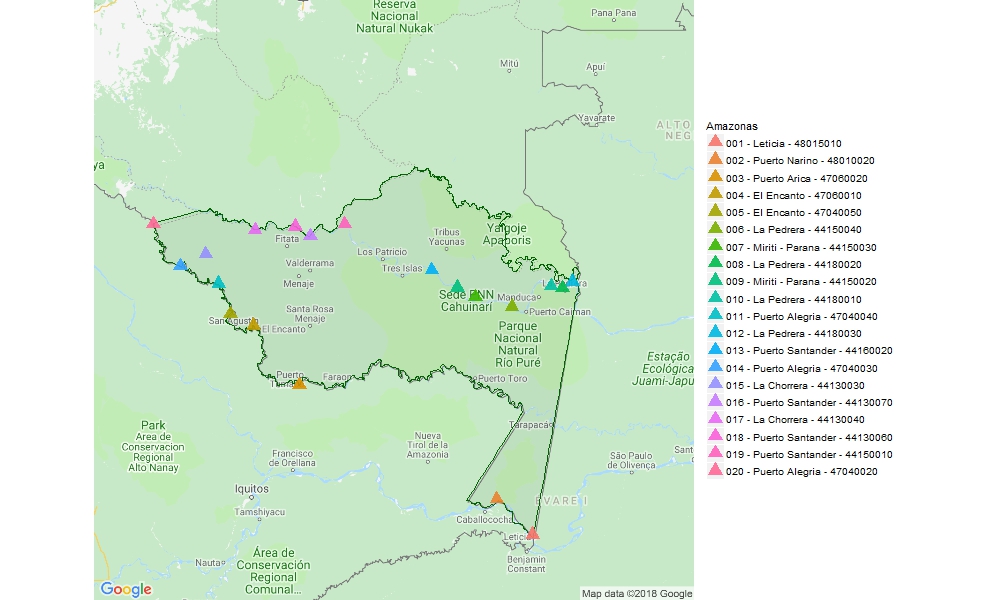 Reserva
Nacional
Natural Nukak
Pana Pana
Mitú
Apuí
Yavarate
ALTO
NEG
ya
Fitata
Tribus
Yacunas
Yaigoje
Apaporis
Los Patricio
Valderrama
Tres Islas
Menaje
Sede PNN
Cahuinari
Manduca
Puerto Caiman
San Agustin
El Encanto
Santa Rosa
Menaje
Parque
Nacional
Natural
Río Puré
Estação
Ecológica
Juami-Japu
Puerto
Faraon
Puerto Toro
Tarapacá
Park
Area de
Conservacion
Regional
Alto Nanay
Nueva
Tirol de la
Amazonia
Francisco
de Orellana
São Paulo
de Olivença
Sant
Iquitos
Tamshiyacu
EVARE I
Caballococha
Leticia
Benjamin
Constant
Nauta
Área de
Conservación
Regional
Comunal...
Google
Map data ©2018 Google
Amazonas
001 - Leticia - 48015010
002 - Puerto Narino - 48010020
003 - Puerto Arica - 47060020
004 - El Encanto - 47060010
005 - El Encanto - 47040050
006 - La Pedrera - 44150040
007 - Miriti - Parana - 44150030
008 - La Pedrera - 44180020
009 - Miriti - Parana - 44150020
010 - La Pedrera - 44180010
011 - Puerto Alegria - 47040040
012 - La Pedrera - 44180030
013 - Puerto Santander - 44160020
014 - Puerto Alegria - 47040030
015 - La Chorrera - 44130030
016 - Puerto Santander - 44130070
017 - La Chorrera - 44130040
018 - Puerto Santander - 44130060
019 - Puerto Santander - 44150010
020 - Puerto Alegria - 47040020